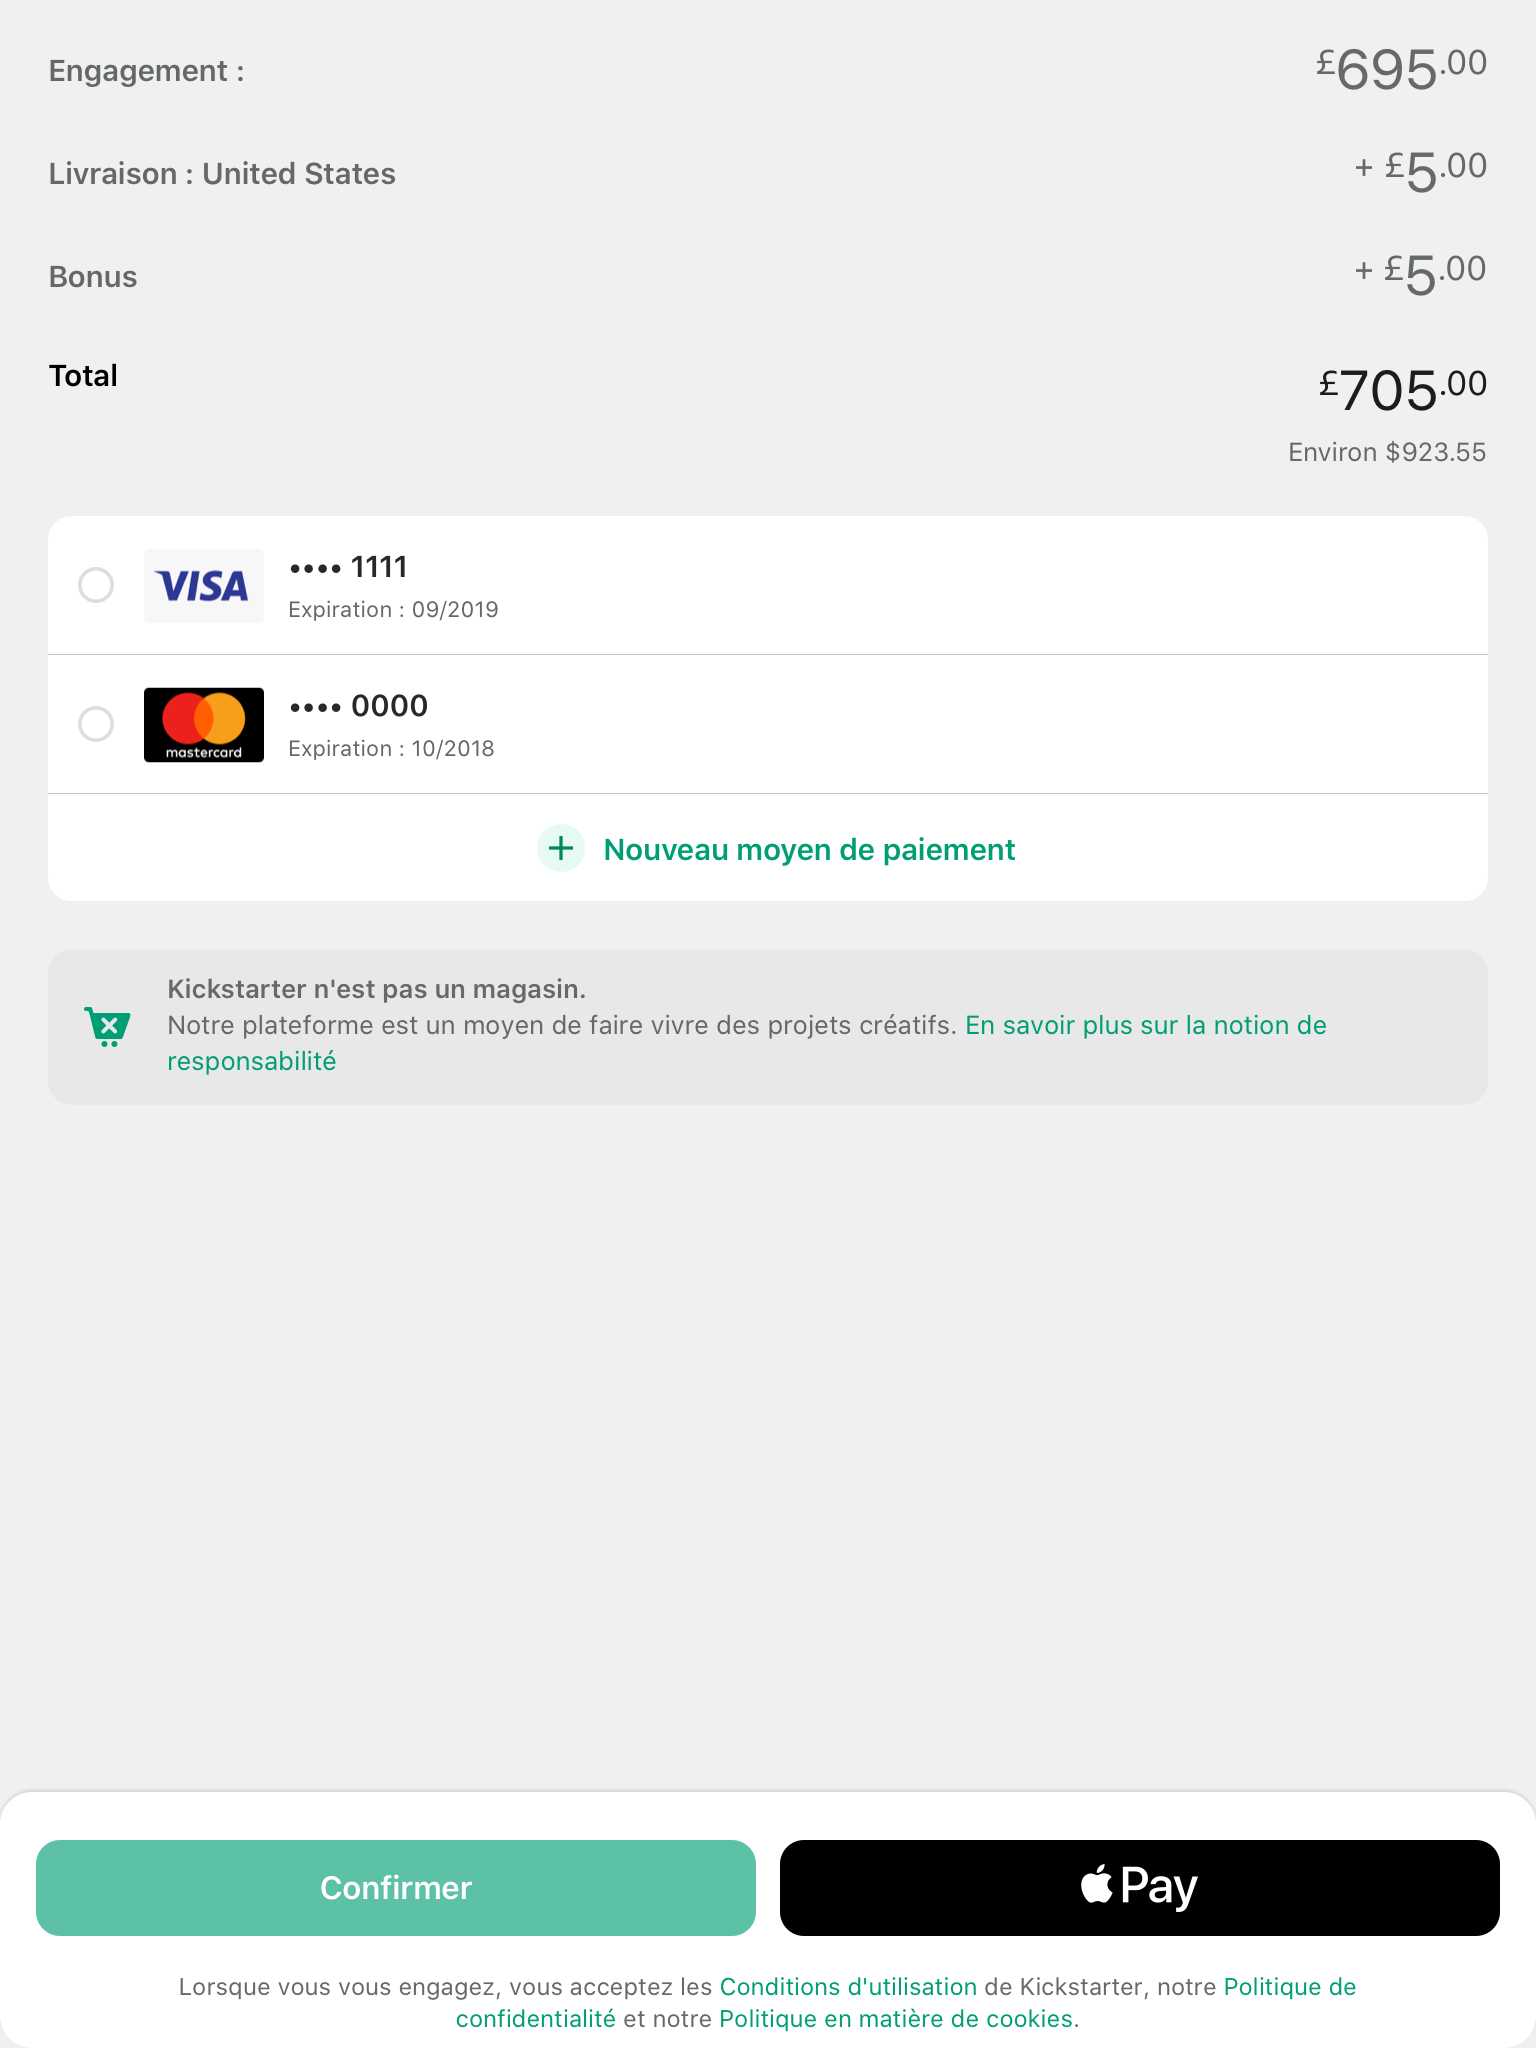 Engagement :
£695.00
Livraison : United States
+ £5.00
Bonus
+ £5.00
Total
£705.00
Environ $923.55
VISA
•••• 1111
Expiration : 09/2019
mastercard
•••• 0000
Expiration : 10/2018
Nouveau moyen de paiement
Kickstarter n'est pas un magasin.
Notre plateforme est un moyen de faire vivre des projets créatifs. En savoir plus sur la notion de
responsabilité
Confirmer
Pay
Lorsque vous vous engagez, vous acceptez les Conditions d'utilisation de Kickstarter, notre Politique de
confidentialité et notre Politique en matière de cookies.